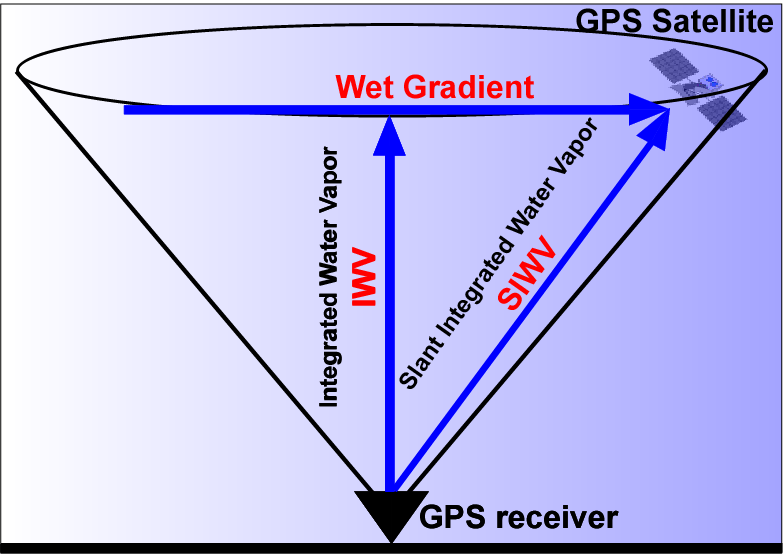 GPS Satellite
Wet Gradient
Integrated Water Vapor
IWV
Slant Integrated Water Vapor
SIWV
GPS receiver